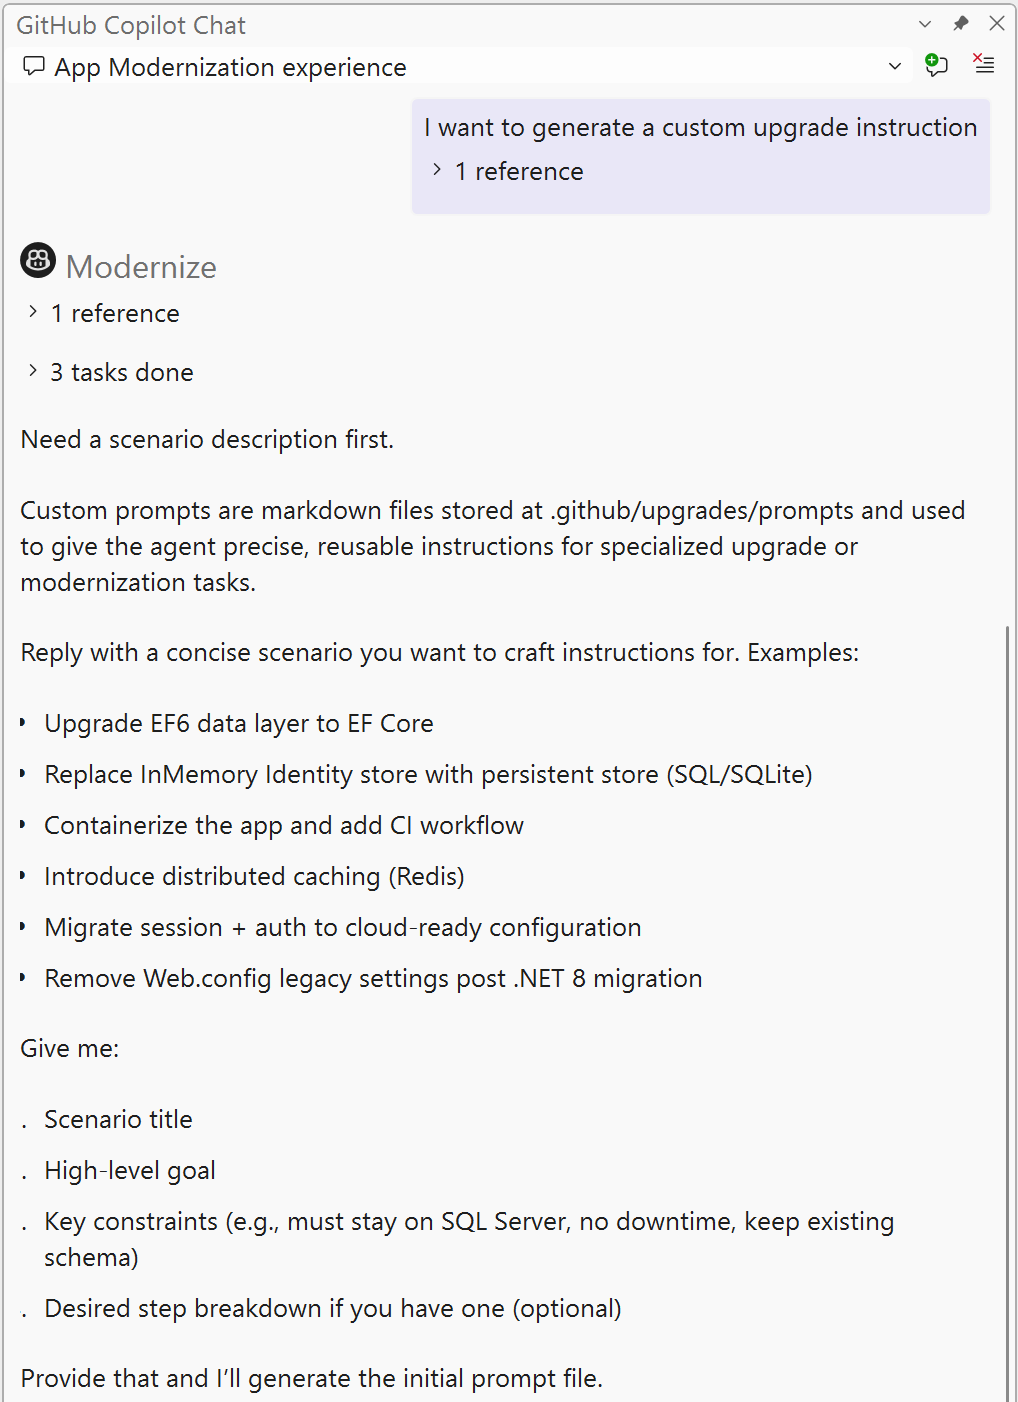 GitHub Copilot Chat
App Modernization experience
I want to generate a custom upgrade instruction
1 reference
Modernize
1 reference
3 tasks done
Need a scenario description first.
Custom prompts are markdown files stored at .github/upgrades/prompts and used
to give the agent precise, reusable instructions for specialized upgrade or
modernization tasks.
Reply with a concise scenario you want to craft instructions for. Examples:
• Upgrade EF6 data layer to EF Core
• Replace InMemory Identity store with persistent store (SQL/SQLite)
• Containerize the app and add CI workflow
• Introduce distributed caching (Redis)
• Migrate session + auth to cloud-ready configuration
• Remove Web.config legacy settings post .NET 8 migration
Give me:
. Scenario title
. High-level goal
. Key constraints (e.g., must stay on SQL Server, no downtime, keep existing
schema)
. Desired step breakdown if you have one (optional)
Provide that and I’ll generate the initial prompt file.